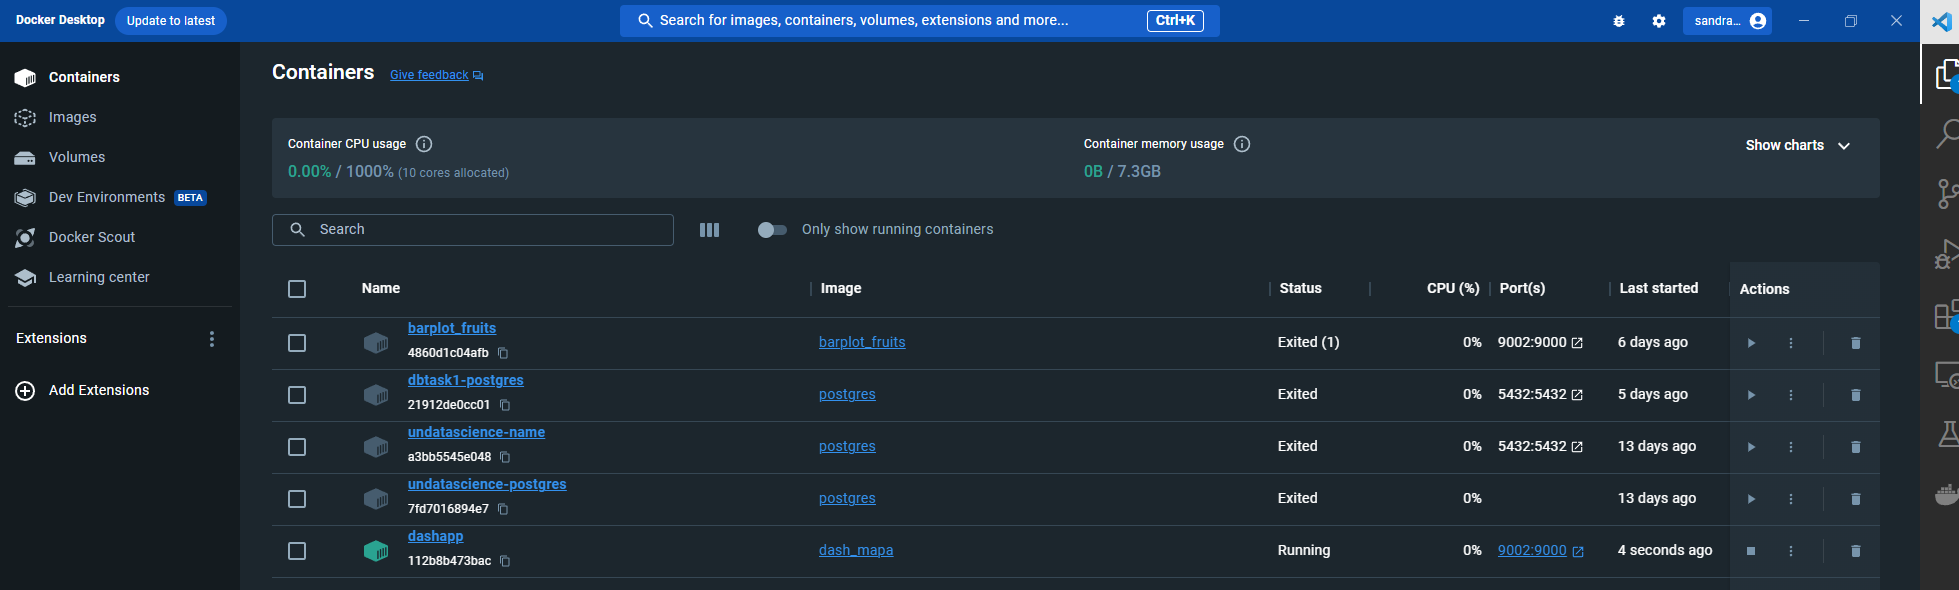 Docker Desktop Update to latest Search for images, containers, volumes, extensions and more... Ctrl+K sandra...
Containers
Images
Volumes
Dev Environments BETA
Docker Scout
Learning center
Extensions
Add Extensions
Containers Give feedback
Container CPU usage
0.00% / 1000% (10 cores allocated)
Container memory usage
0B / 7.3GB
Show charts
Search Only show running containers
Name Image Status CPU (%) Port(s) Last started Actions
barplot_fruits
4860d1c04afb
barplot_fruits Exited (1) 0% 9002:9000 6 days ago
dbtask1-postgres
21912de0cc01
postgres Exited 0% 5432:5432 5 days ago
undatascience-name
a3bb5545e048
postgres Exited 0% 5432:5432 13 days ago
undatascience-postgres
7fd7016894e7
postgres Exited 0% 13 days ago
dashapp
112b8b473bac
dash_mapa Running 0% 9002:9000 4 seconds ago